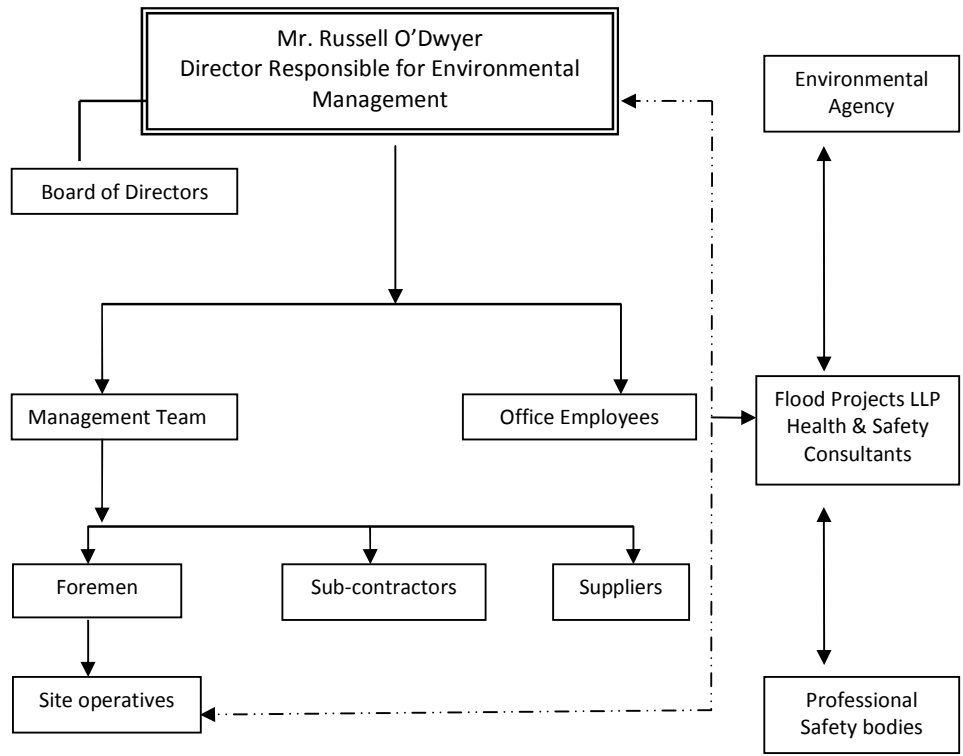 Mr. Russell O’Dwyer
Director Responsible for Environmental
Management
Environmental
Agency
Board of Directors
Management Team
Office Employees
Flood Projects LLP
Health & Safety
Consultants
Foremen
Sub-contractors
Suppliers
Site operatives
Professional
Safety bodies